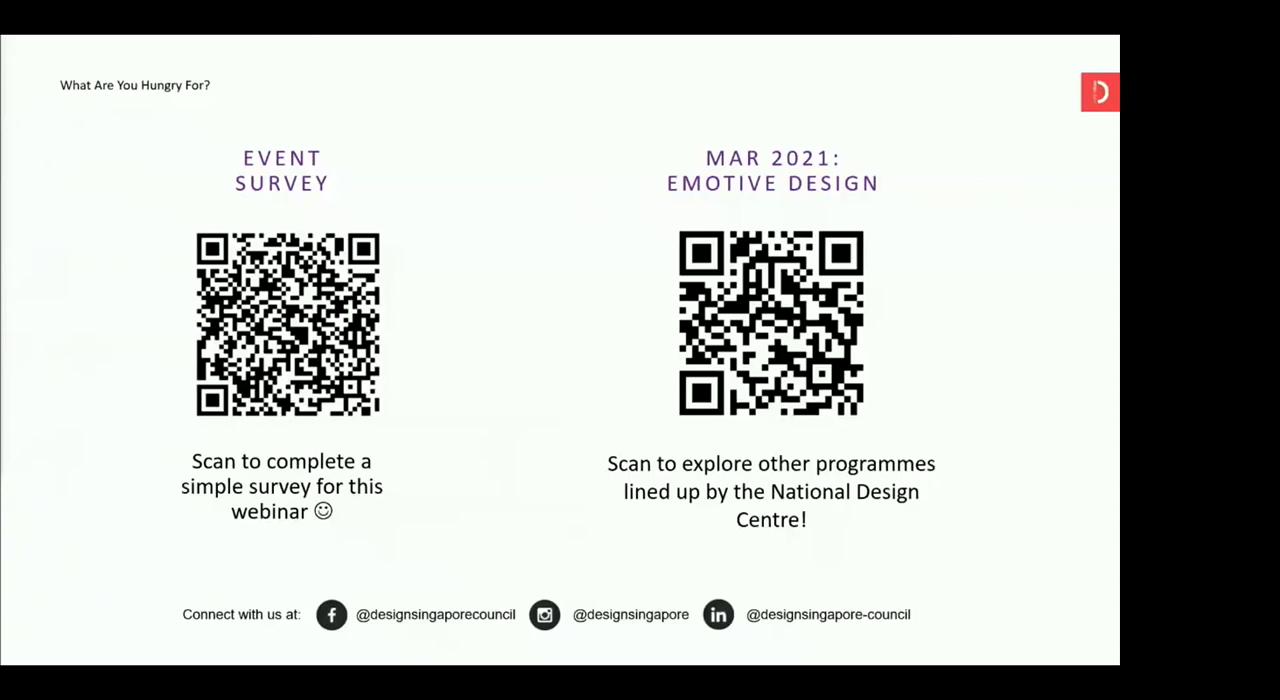 What Are You Hungry For?
EVENT
SURVEY
Scan to complete a
simple survey for this
webinar ☺
MAR 2021:
EMOTIVE DESIGN
Scan to explore other programmes
lined up by the National Design
Centre!
Connect with us at: @designsingaporecouncil @designsingapore @designsingapore-council